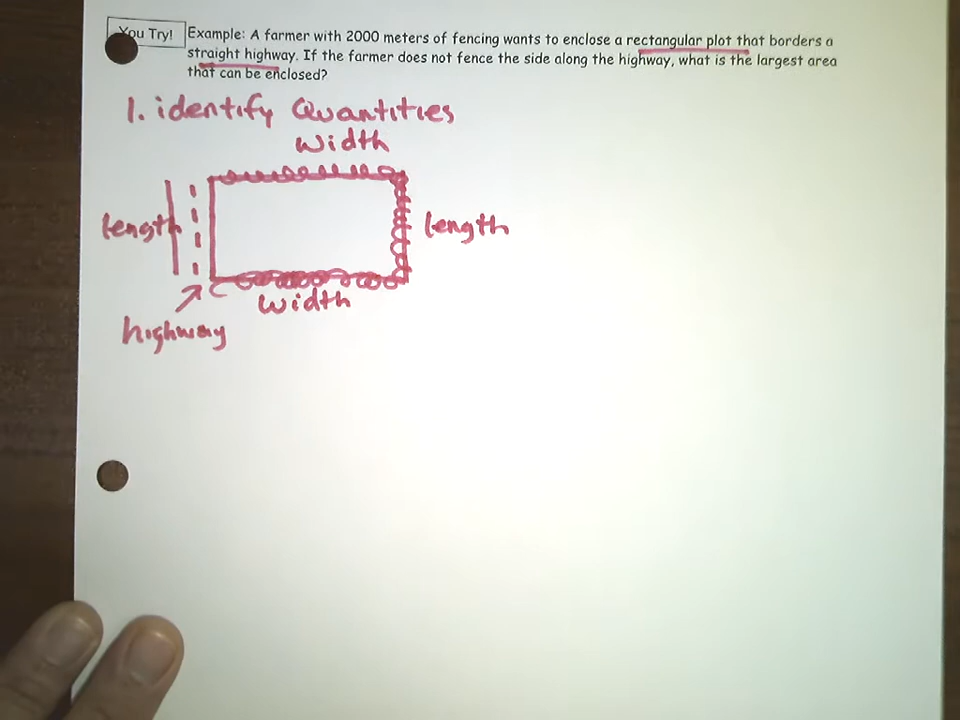 You Try!
Example: A farmer with 2000 meters of fencing wants to enclose a rectangular plot that borders a
straight highway. If the farmer does not fence the side along the highway, what is the largest area
that can be enclosed?
1. identify Quantities
width
length
length
width
highway